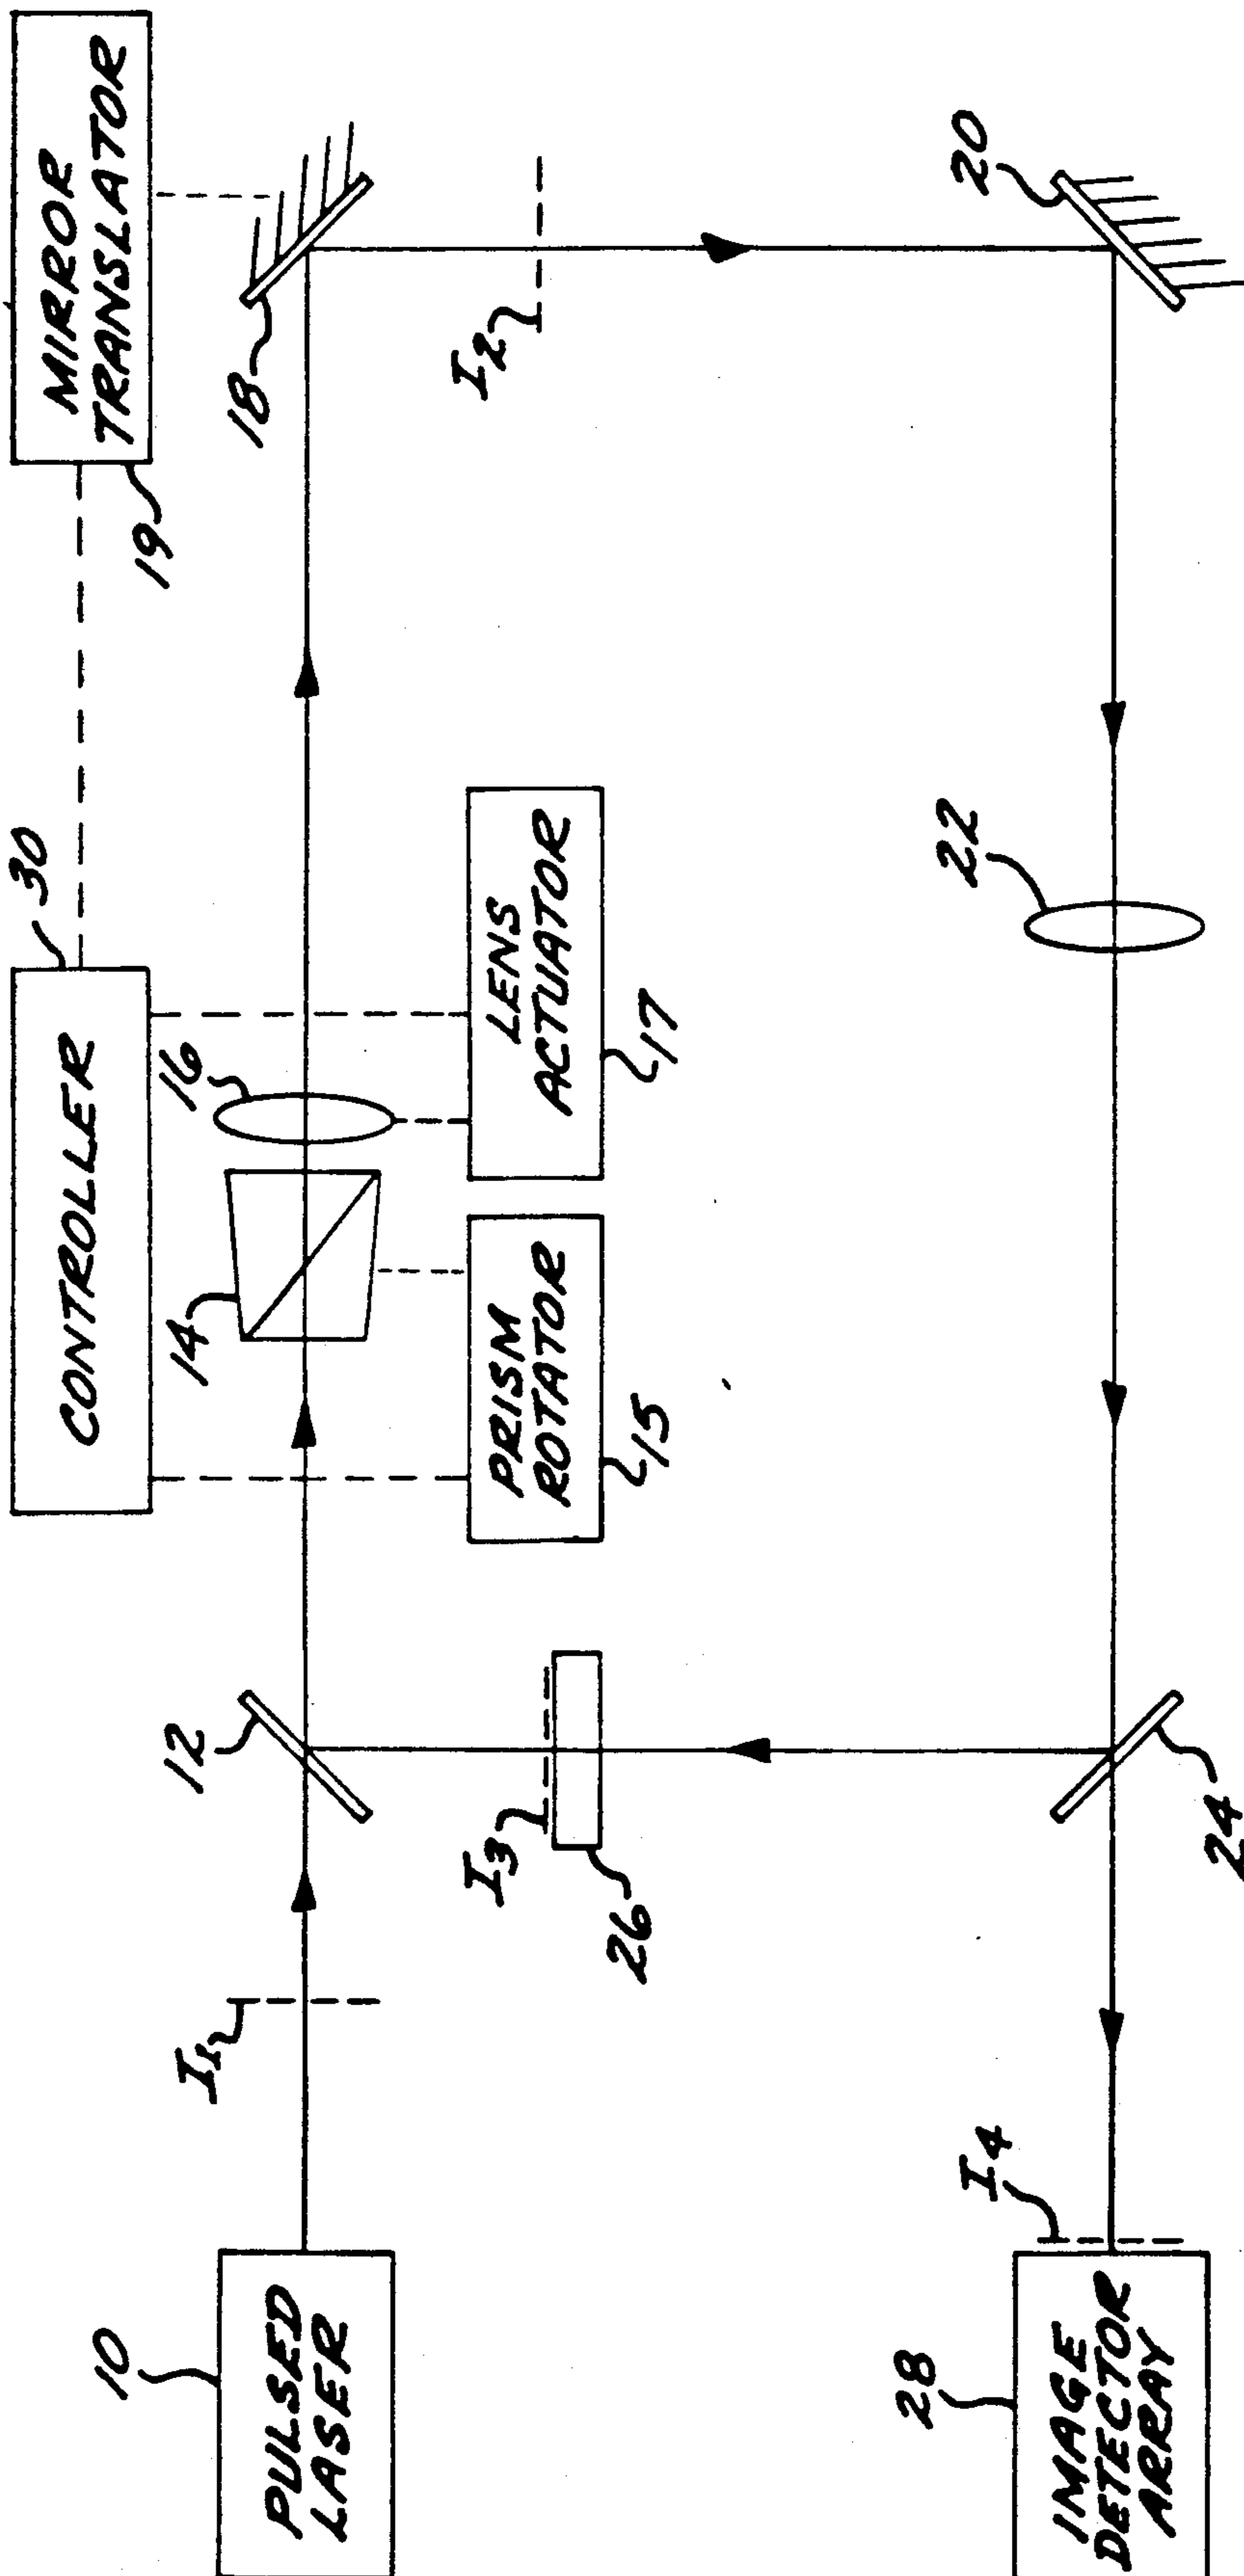 MIRROR
TRANSLATOR
19
CONTROLLER
30
18
I2
16
14
LENS
ACTUATOR
17
PRISM
ROTATOR
15
20
22
12
I1
I3
26
24
10
PULSED
LASER
I4
28
IMAGE
DETECTOR
ARRAY